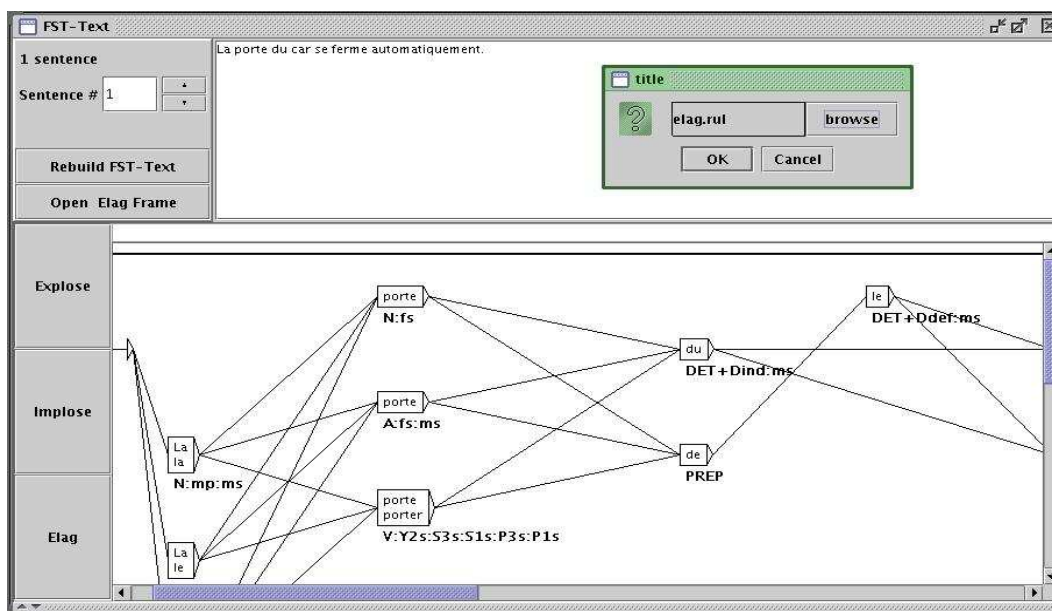 FST-Text
1 sentence
Sentence # 1
Rebuild FST-Text
Open Elag Frame
La porte du car se ferme automatiquement.
title
elag.rul
browse
OK
Cancel
Explose
Implose
Elag
La
la
N:mp:ms
La
le
porte
N:fs
porte
A:fs:ms
porte
porter
V:Y2s:S3s:S1s:P3s:P1s
du
DET+Dind:ms
de
PREP
le
DET+Ddef:ms